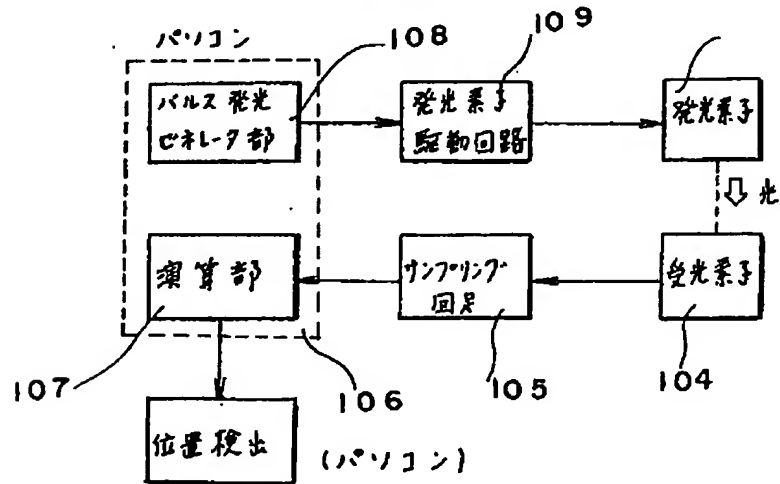 パソコン
108
109
パルス発光
ゼネレータ部
発光素子
駆動回路
発光素子
光
演算部
サンプリング
回足
受光素子
107
106
105
104
位置検出
(パソコン)